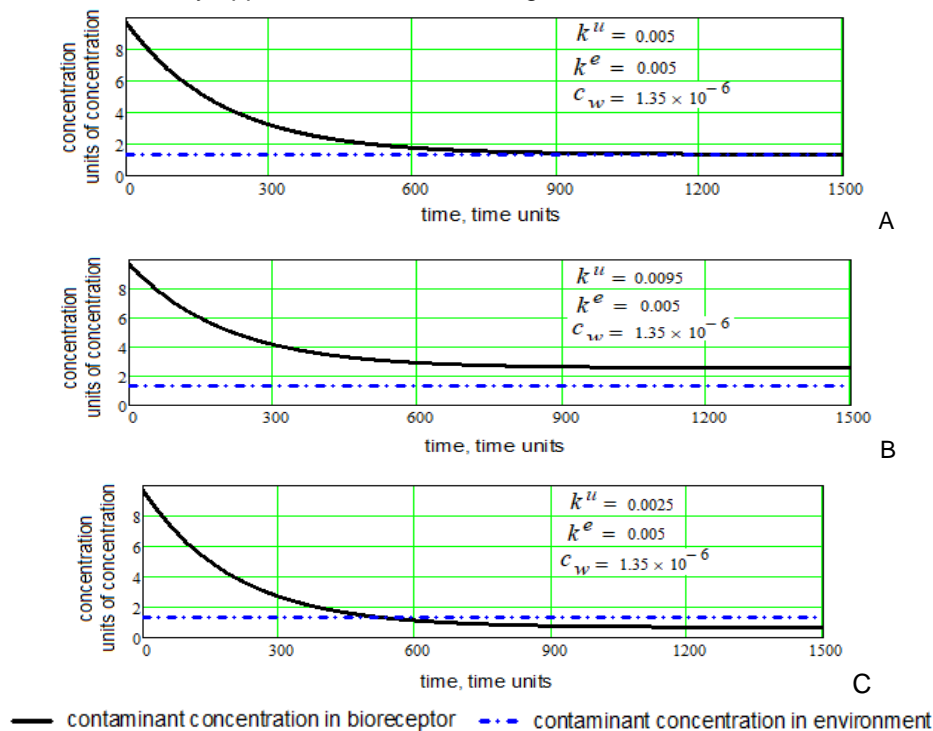 concentration
units of concentration
8
6
4
2
0
k^u = 0.005
k^e = 0.005
c_w = 1.35 × 10^-6
0 300 600 900 1200 1500
time, time units
A
concentration
units of concentration
8
6
4
2
0
k^u = 0.0095
k^e = 0.005
c_w = 1.35 × 10^-6
0 300 600 900 1200 1500
time, time units
B
concentration
units of concentration
8
6
4
2
0
k^u = 0.0025
k^e = 0.005
c_w = 1.35 × 10^-6
0 300 600 900 1200 1500
time, time units
C
contaminant concentration in bioreceptor contaminant concentration in environment